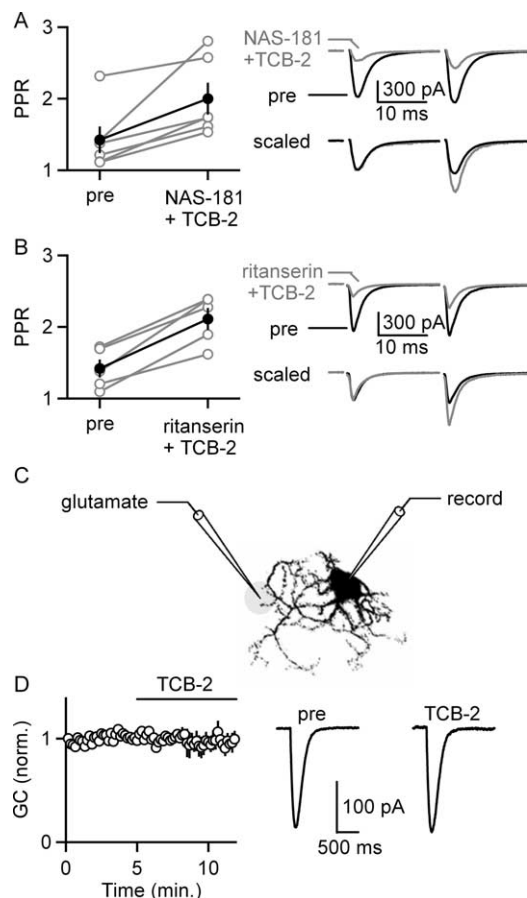 A
PPR
3
2
1
pre
NAS-181
+ TCB-2
NAS-181
+TCB-2
pre
300 pA
10 ms
scaled
B
PPR
3
2
1
pre
ritanserin
+ TCB-2
ritanserin
+TCB-2
pre
300 pA
10 ms
scaled
C
glutamate
record
D
TCB-2
GC (norm.)
1
0
0
5
10
Time (min.)
pre
TCB-2
100 pA
500 ms